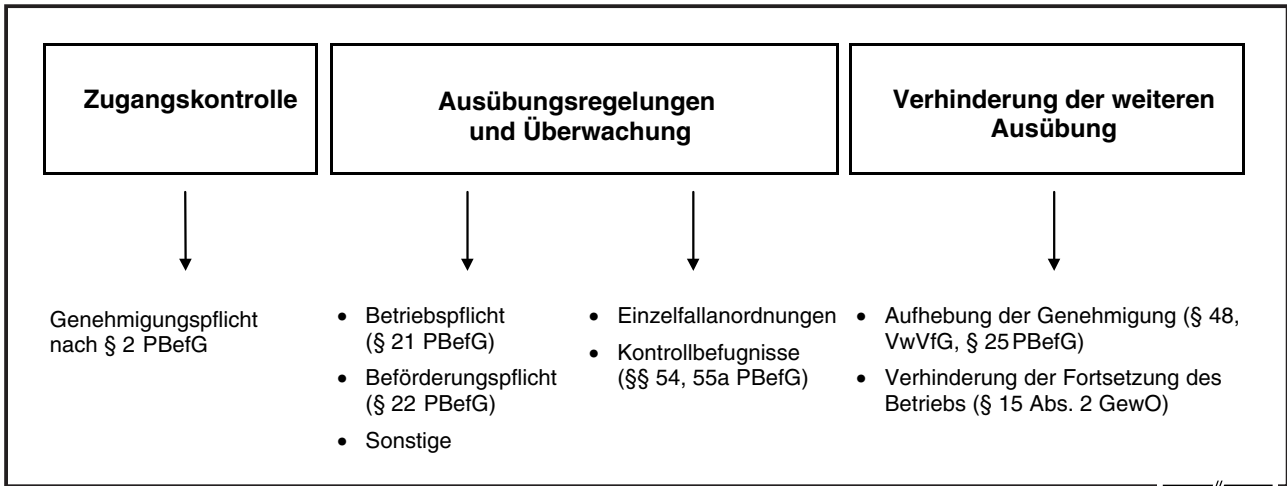 Zugangskontrolle
Ausübungsregelungen
und Überwachung
Verhinderung der weiteren
Ausübung
Genehmigungspflicht
nach § 2 PBefG
• Betriebspflicht
(§ 21 PBefG)
• Beförderungspflicht
(§ 22 PBefG)
• Sonstige
• Einzelfallanordnungen
• Kontrollbefugnisse
(§§ 54, 55a PBefG)
• Aufhebung der Genehmigung (§ 48,
VwVfG, § 25 PBefG)
• Verhinderung der Fortsetzung des
Betriebs (§ 15 Abs. 2 GewO)